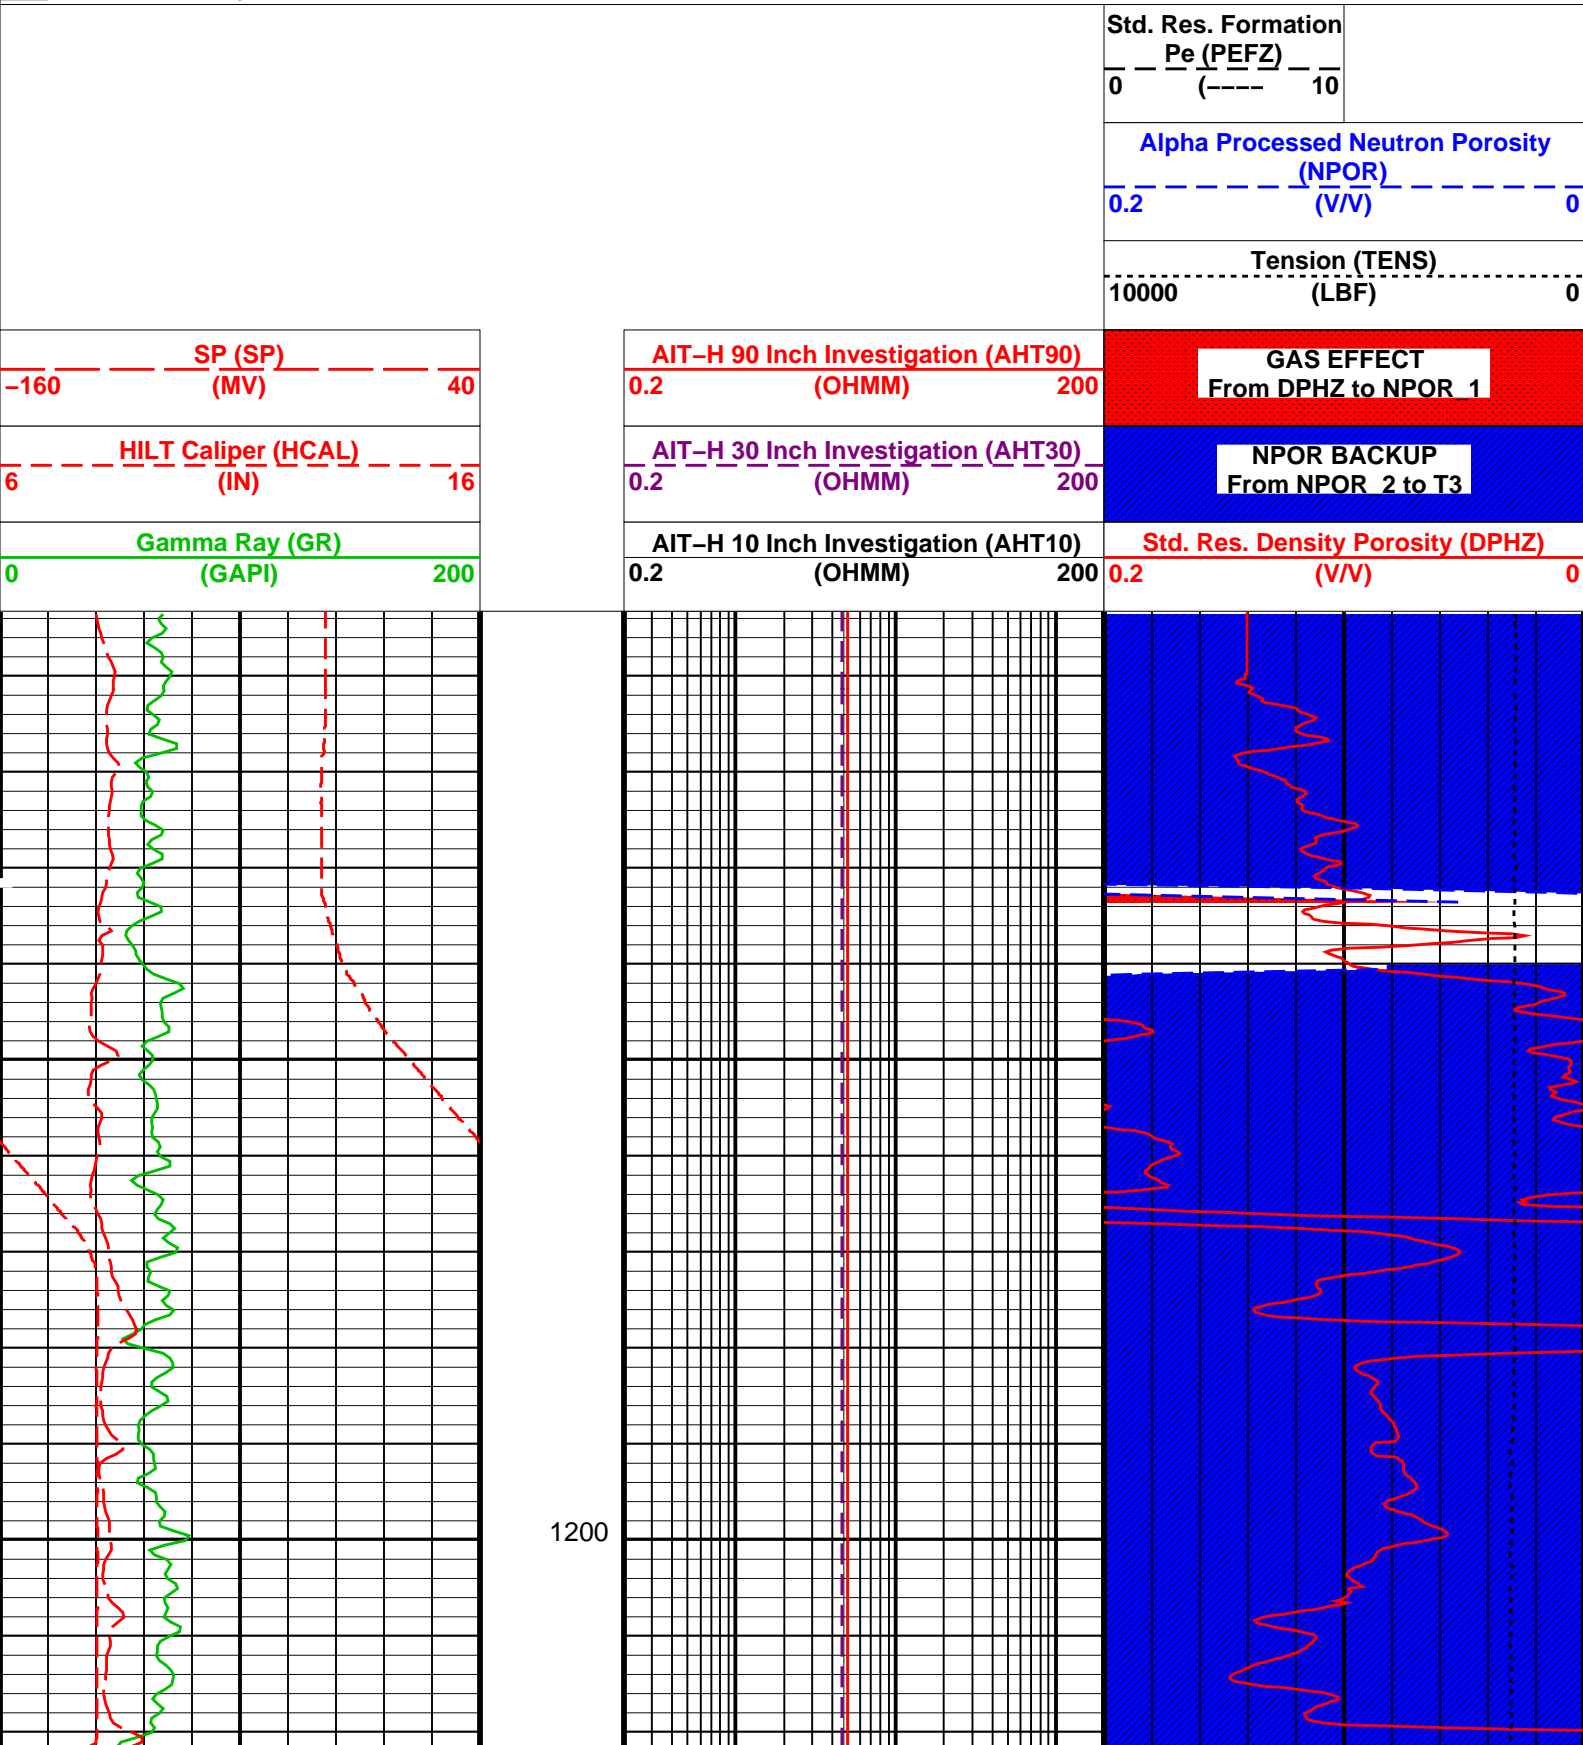 Std. Res. Formation
Pe (PEFZ)
0 (−−−− 10
Alpha Processed Neutron Porosity
(NPOR)
0.2 (V/V) 0
Tension (TENS)
10000 (LBF) 0
SP (SP)
−160 (MV) 40
AIT−H 90 Inch Investigation (AHT90)
0.2 (OHMM) 200
GAS EFFECT
From DPHZ to NPOR_1
HILT Caliper (HCAL)
6 (IN) 16
AIT−H 30 Inch Investigation (AHT30)
0.2 (OHMM) 200
NPOR BACKUP
From NPOR_2 to T3
Gamma Ray (GR)
0 (GAPI) 200
AIT−H 10 Inch Investigation (AHT10)
0.2 (OHMM) 200
Std. Res. Density Porosity (DPHZ)
0.2 (V/V) 0
1200